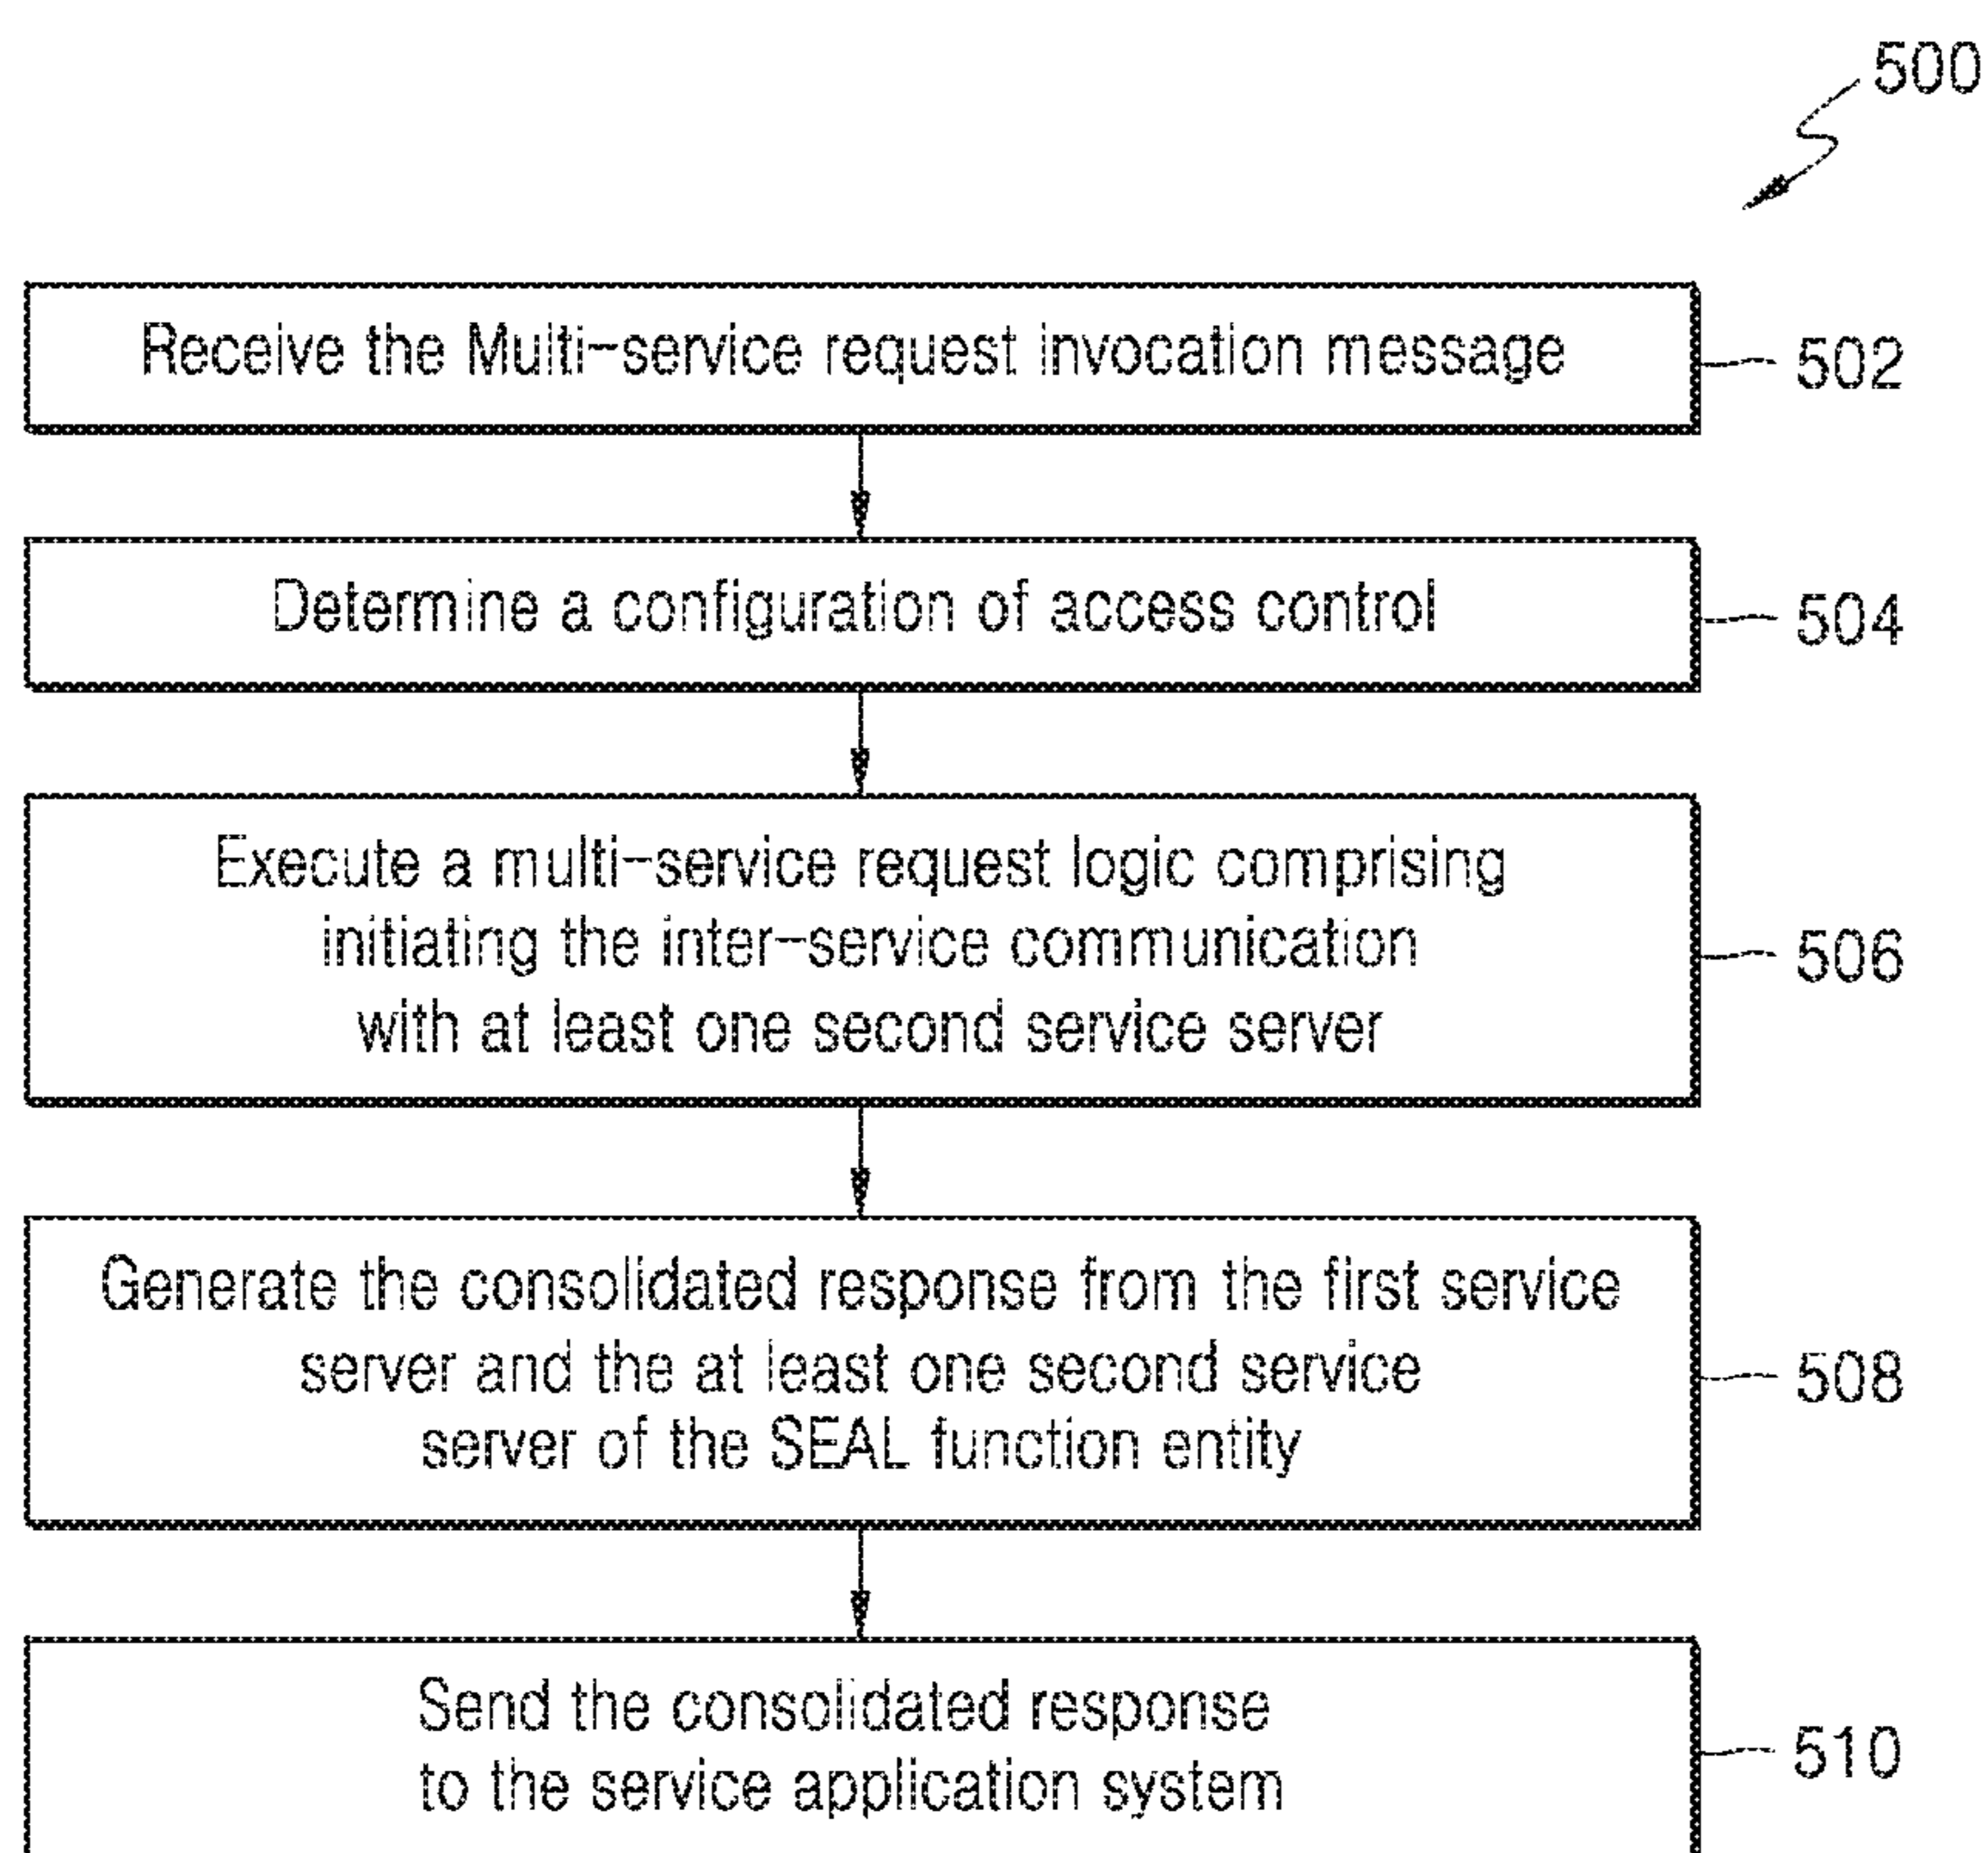 500
Receive the Multi-service request invocation message
502
Determine a configuration of access control
504
Execute a multi-service request logic comprising
initiating the inter-service communication
with at least one second service server
506
Generate the consolidated response from the first service
server and the at least one second service
server of the SEAL function entity
508
Send the consolidated response
to the service application system
510